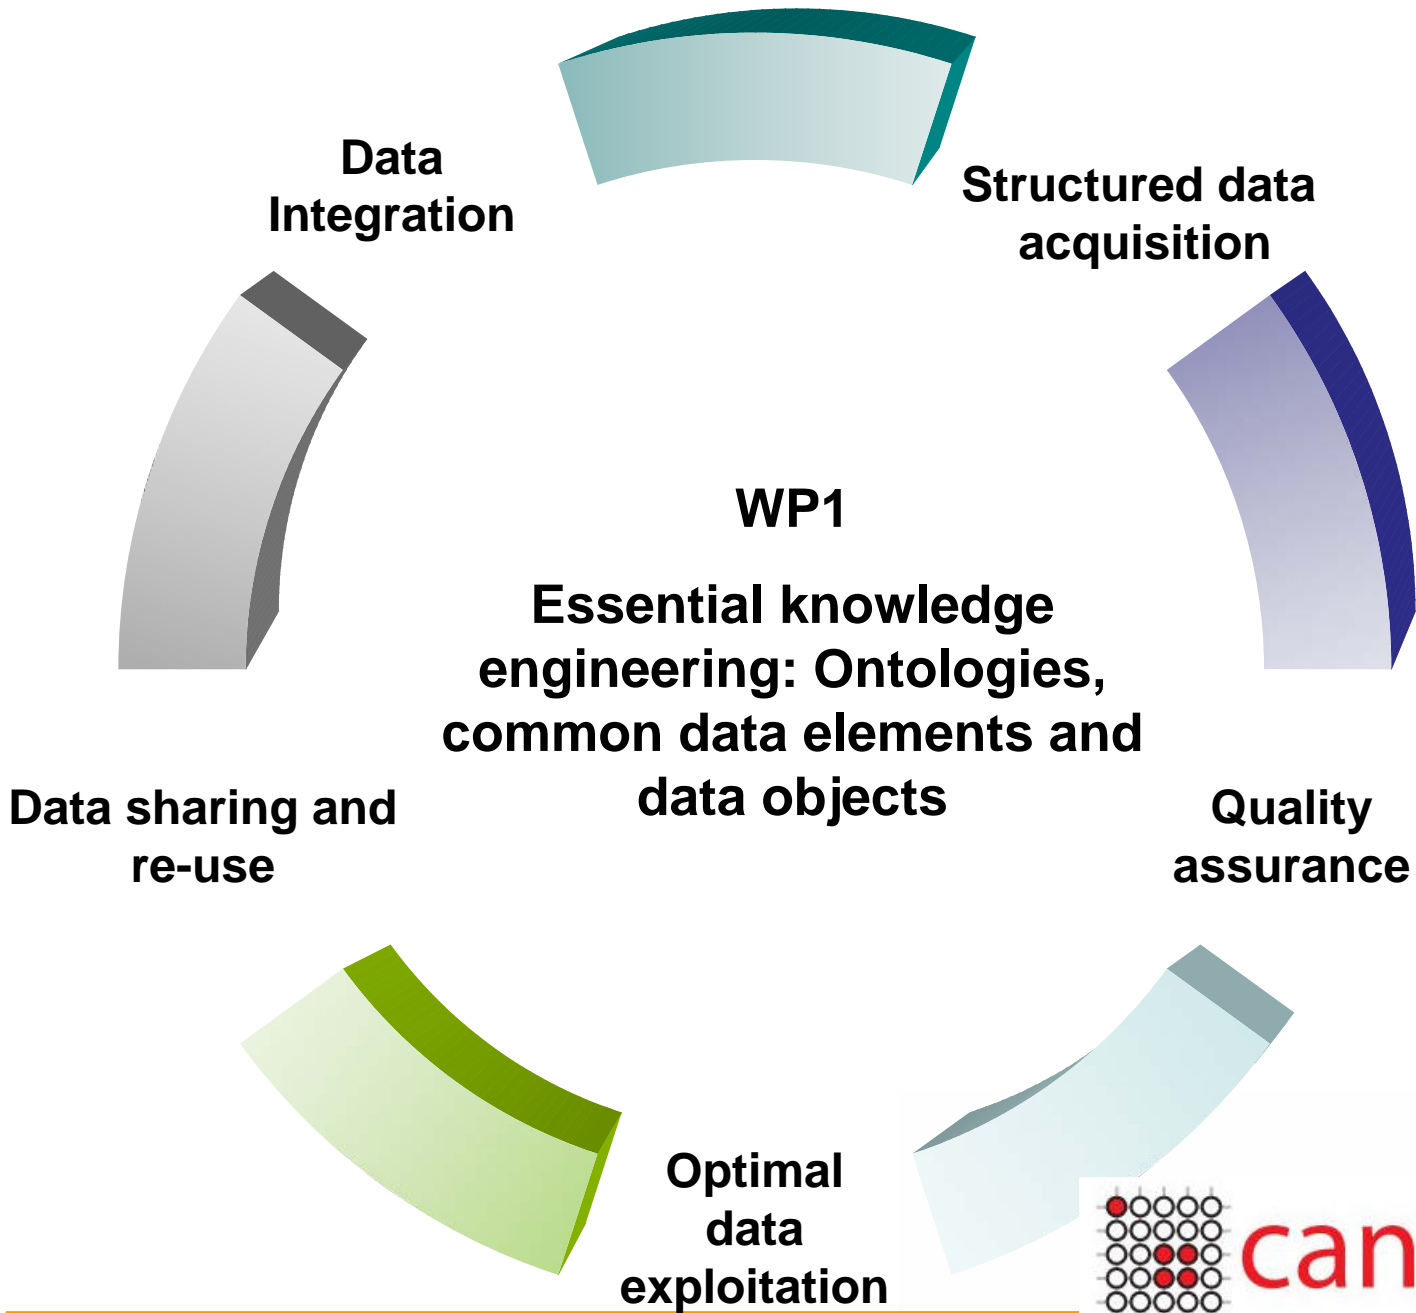 Data
Integration
Structured data
acquisition
WP1
Essential knowledge
engineering: Ontologies,
common data elements and
data objects
Data sharing and
re-use
Quality
assurance
Optimal
data
exploitation
can